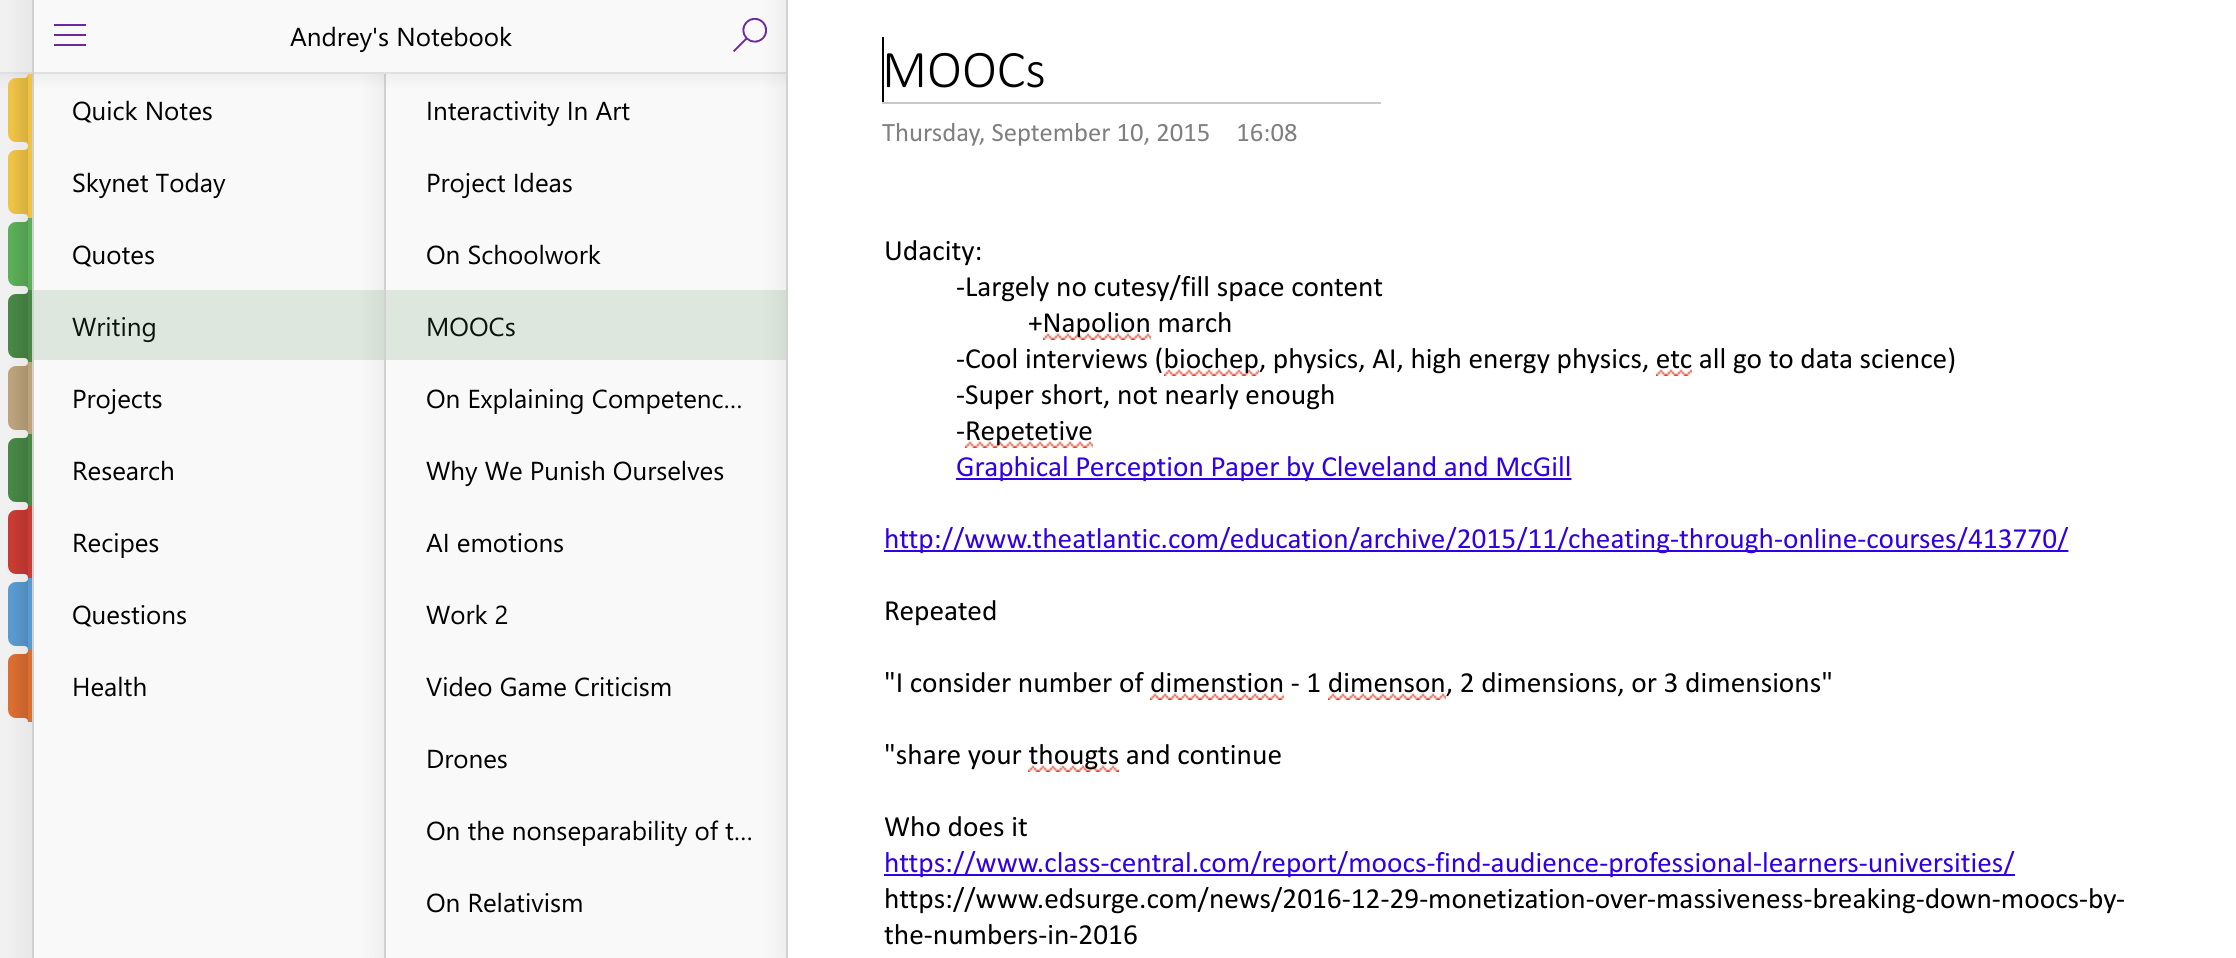 Andrey's Notebook
Quick Notes
Skynet Today
Quotes
Writing
Projects
Research
Recipes
Questions
Health
Interactivity In Art
Project Ideas
On Schoolwork
MOOCs
On Explaining Competenc...
Why We Punish Ourselves
AI emotions
Work 2
Video Game Criticism
Drones
On the nonseparability of t...
On Relativism
MOOCs
Thursday, September 10, 2015 16:08
Udacity:
-Largely no cutesy/fill space content
+Napolion march
-Cool interviews (biochep, physics, AI, high energy physics, etc all go to data science)
-Super short, not nearly enough
-Repetetive
Graphical Perception Paper by Cleveland and McGill
http://www.theatlantic.com/education/archive/2015/11/cheating-through-online-courses/413770/
Repeated
"I consider number of dimenstion - 1 dimenson, 2 dimensions, or 3 dimensions"
"share your thougts and continue
Who does it
https://www.class-central.com/report/moocs-find-audience-professional-learners-universities/
https://www.edsurge.com/news/2016-12-29-monetization-over-massiveness-breaking-down-moocs-by-
the-numbers-in-2016